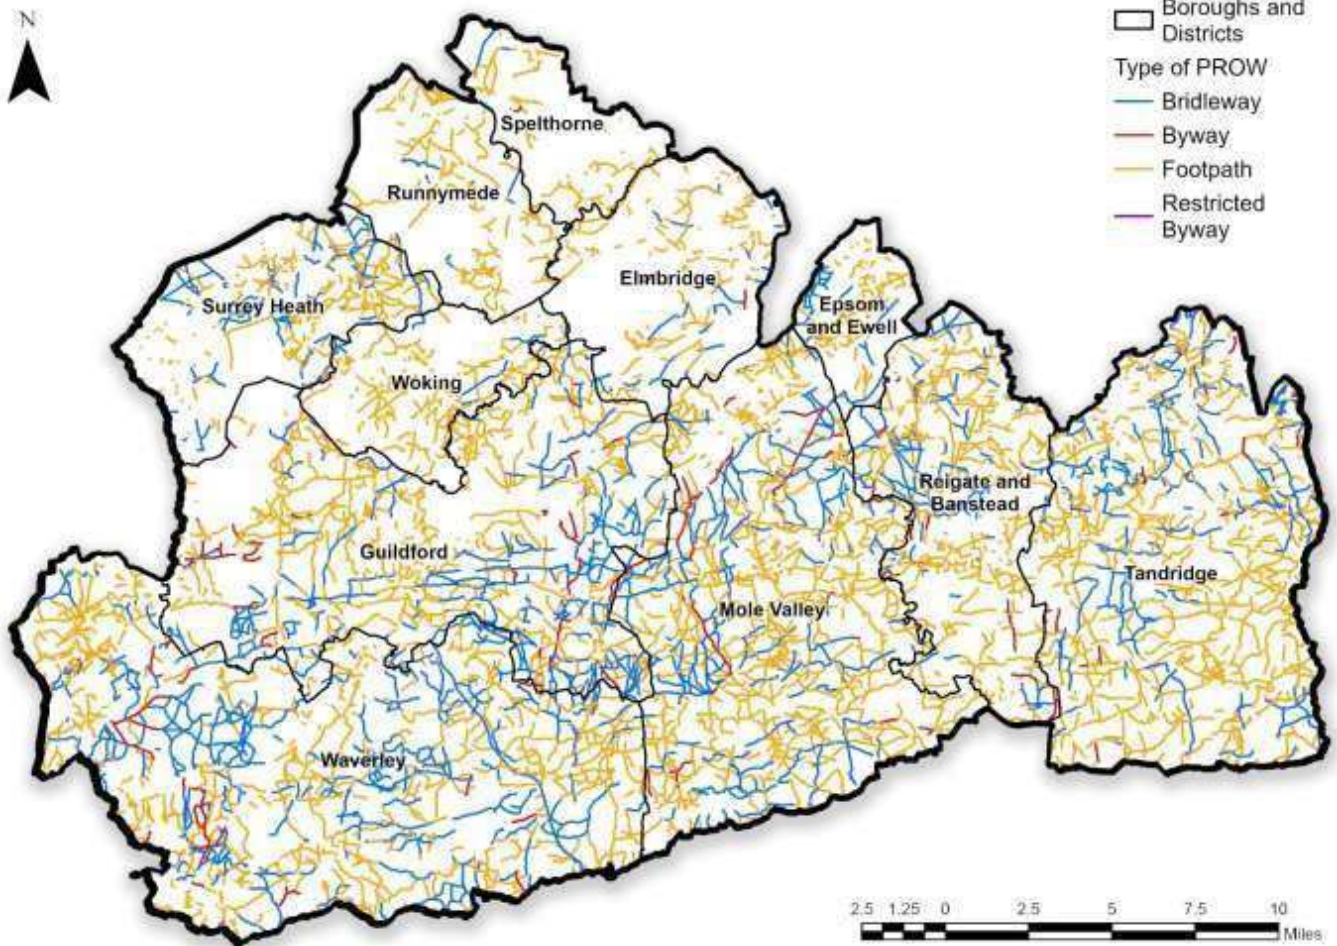 N
Boroughs and
Districts
Type of PROW
Bridleway
Byway
Footpath
Restricted
Byway
Spelthorne
Runnymede
Elmbridge
Surrey Heath
Epsom
and Ewell
Woking
Reigate and
Banstead
Guildford
Tandridge
Mole Valley
Waverley
2.5 1.25 0 2.5 5 7.5 10
Miles